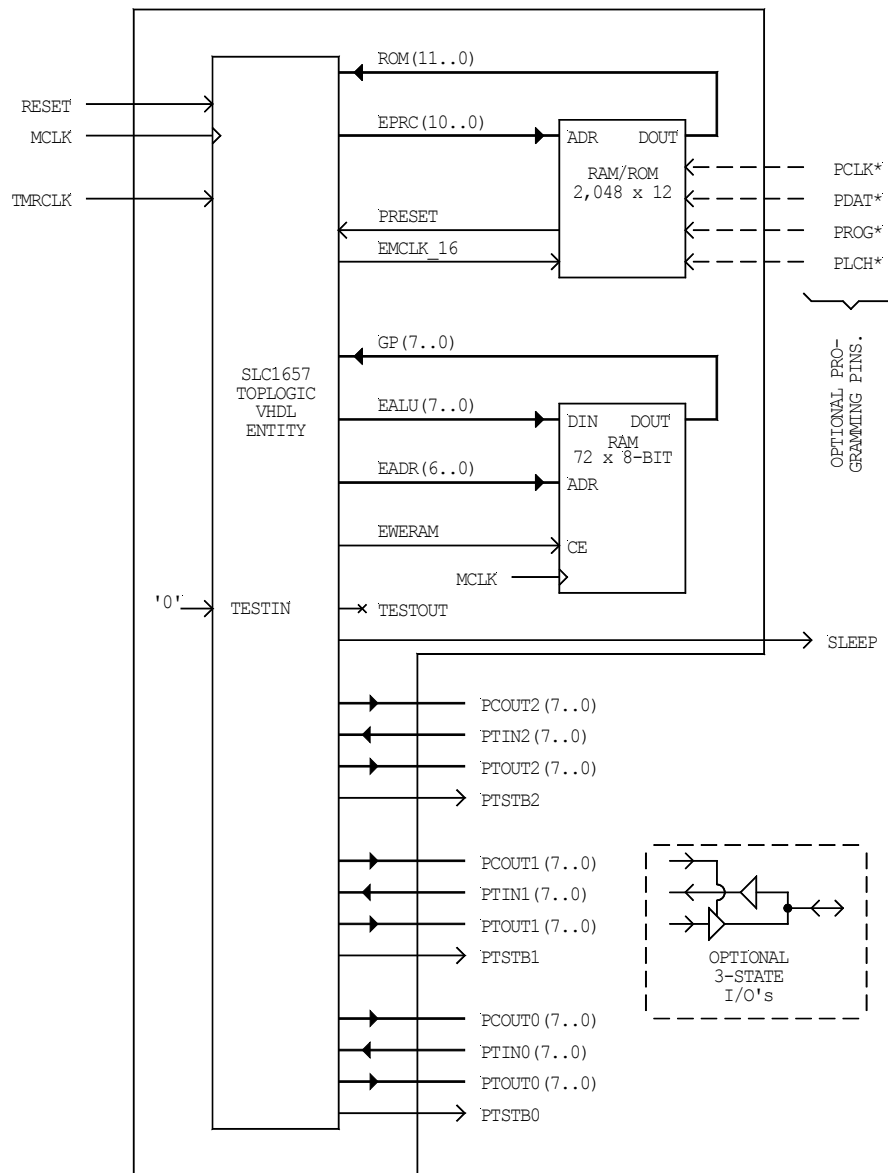 ROM(11..0)
RESET
EPRC(10..0)
MCLK
ADR DOUT
RAM/ROM
2,048 x 12
PCLK*
TMRCLK
PDAT*
PRESET
PROG*
EMCLK_16
PLCH*
OPTIONAL PRO-
GRAMMING PINS.
GP(7..0)
SLC1657
TOPLOGIC
VHDL
ENTITY
EALU(7..0)
DIN DOUT
RAM
72 x 8-BIT
EADR(6..0)
ADR
EWERAM
CE
MCLK
'0'
TESTIN
TESTOUT
SLEEP
PCOUT2(7..0)
PTIN2(7..0)
PTOUT2(7..0)
PTSTB2
PCOUT1(7..0)
PTIN1(7..0)
PTOUT1(7..0)
PTSTB1
OPTIONAL
3-STATE
I/O's
PCOUT0(7..0)
PTIN0(7..0)
PTOUT0(7..0)
PTSTB0